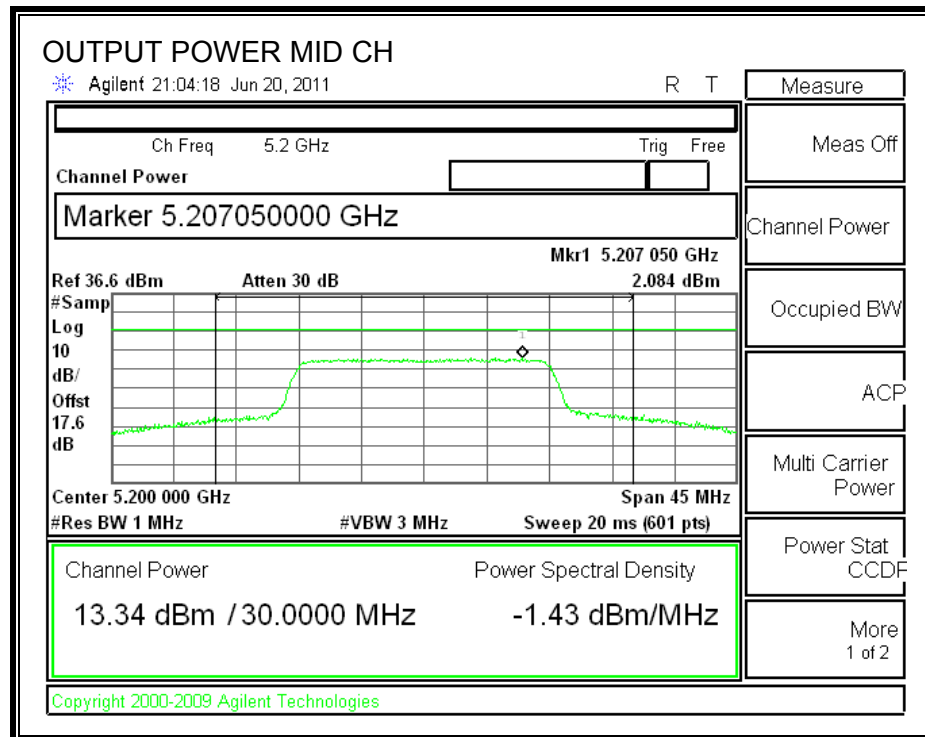 OUTPUT POWER MID CH
Agilent 21:04:18 Jun 20, 2011 R T
Measure
Ch Freq 5.2 GHz Trig Free
Meas Off
Channel Power
Marker 5.207050000 GHz
Channel Power
Mkr1 5.207 050 GHz
Ref 36.6 dBm Atten 30 dB 2.084 dBm
#Samp
Log
10
dB/
Offst
17.6
dB
1
Occupied BW
ACP
Multi Carrier
Power
Center 5.200 000 GHz Span 45 MHz
#Res BW 1 MHz #VBW 3 MHz Sweep 20 ms (601 pts)
Power Stat
CCDF
Channel Power Power Spectral Density
13.34 dBm / 30.0000 MHz -1.43 dBm/MHz
More
1 of 2
Copyright 2000-2009 Agilent Technologies